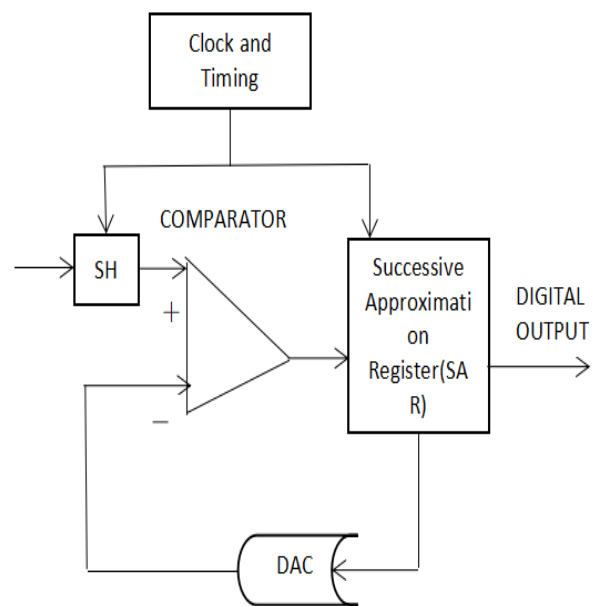 Clock and
Timing
COMPARATOR
SH
+
−
Successive
Approximati
on
Register(SA
R)
DIGITAL
OUTPUT
DAC